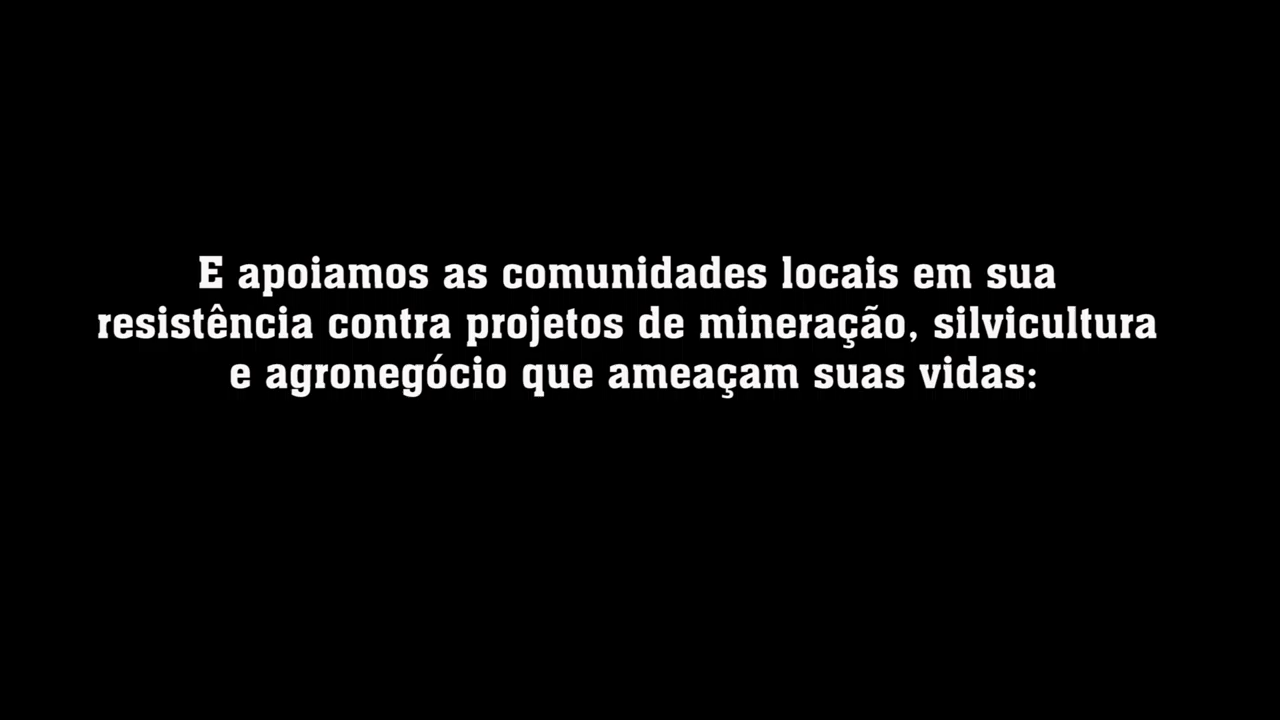 E apoiamos as comunidades locais em sua
resistência contra projetos de mineração, silvicultura
e agronegócio que ameaçam suas vidas: